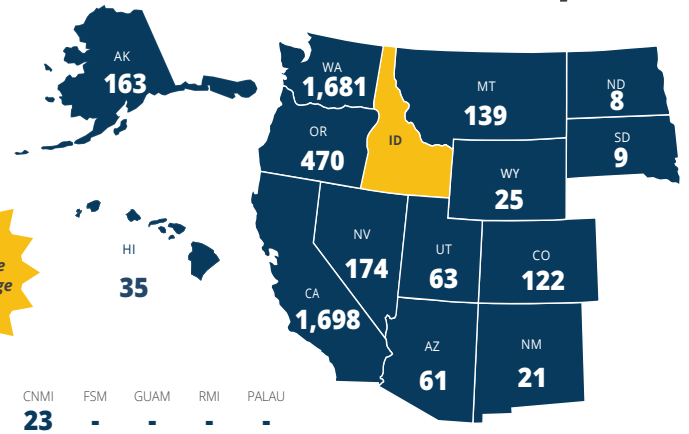 AK
163
WA
1,681
MT
139
ND
8
OR
470
ID
SD
9
WY
25
HI
35
NV
174
UT
63
CO
122
CA
1,698
AZ
61
NM
21
CNMI FSM GUAM RMI PALAU
23 - - - -